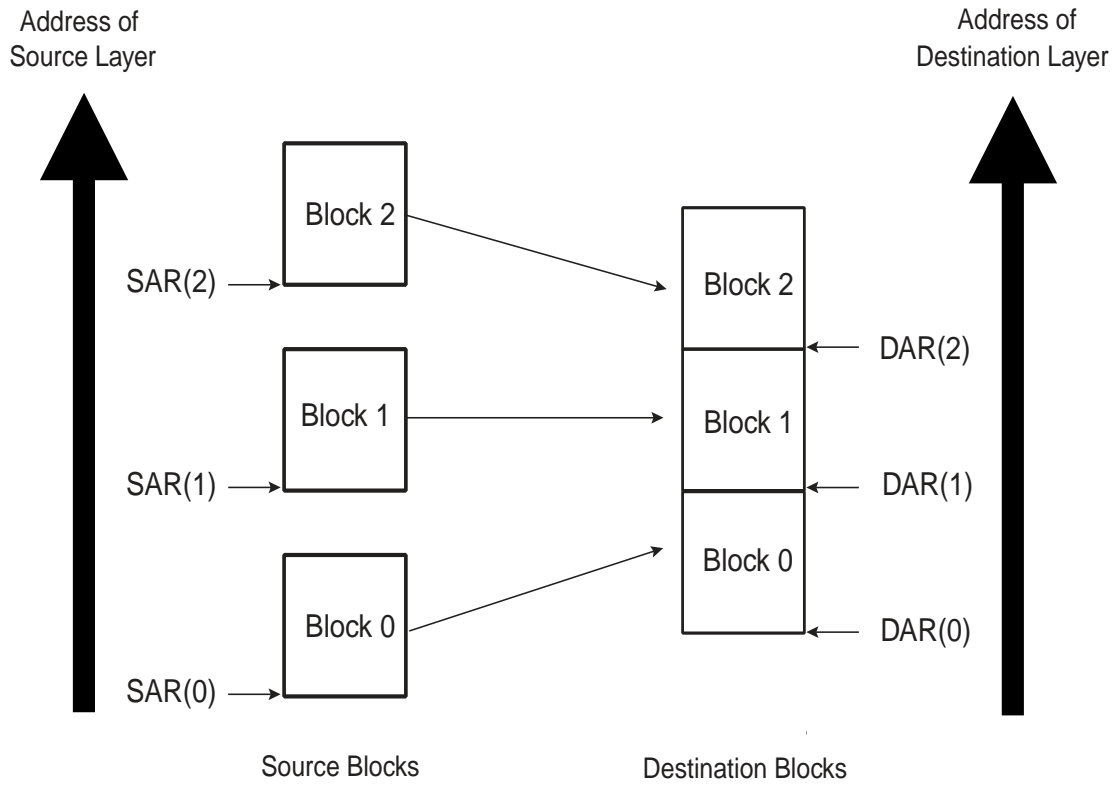 Address of
Source Layer
Address of
Destination Layer
Block 2
SAR(2)
Block 2
DAR(2)
Block 1
Block 1
SAR(1)
DAR(1)
Block 0
Block 0
DAR(0)
SAR(0)
Source Blocks
Destination Blocks